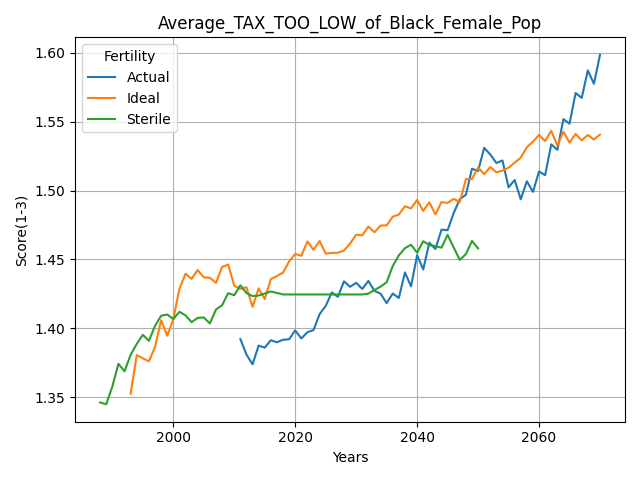 Average_TAX_TOO_LOW_of_Black_Female_Pop
Fertility
Actual
Ideal
Sterile
Score(1-3)
1.60
1.55
1.50
1.45
1.40
1.35
2000 2020 2040 2060
Years